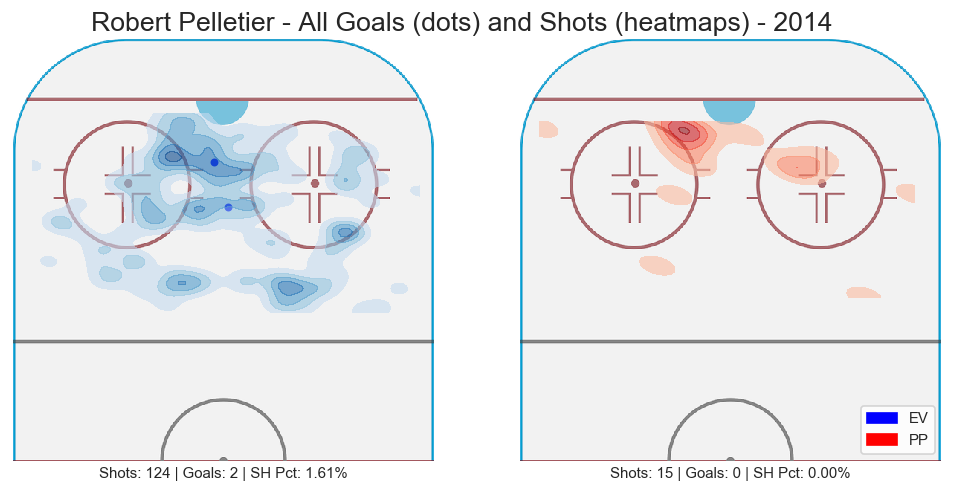 Robert Pelletier - All Goals (dots) and Shots (heatmaps) - 2014
EV
PP
Shots: 124 | Goals: 2 | SH Pct: 1.61%
Shots: 15 | Goals: 0 | SH Pct: 0.00%